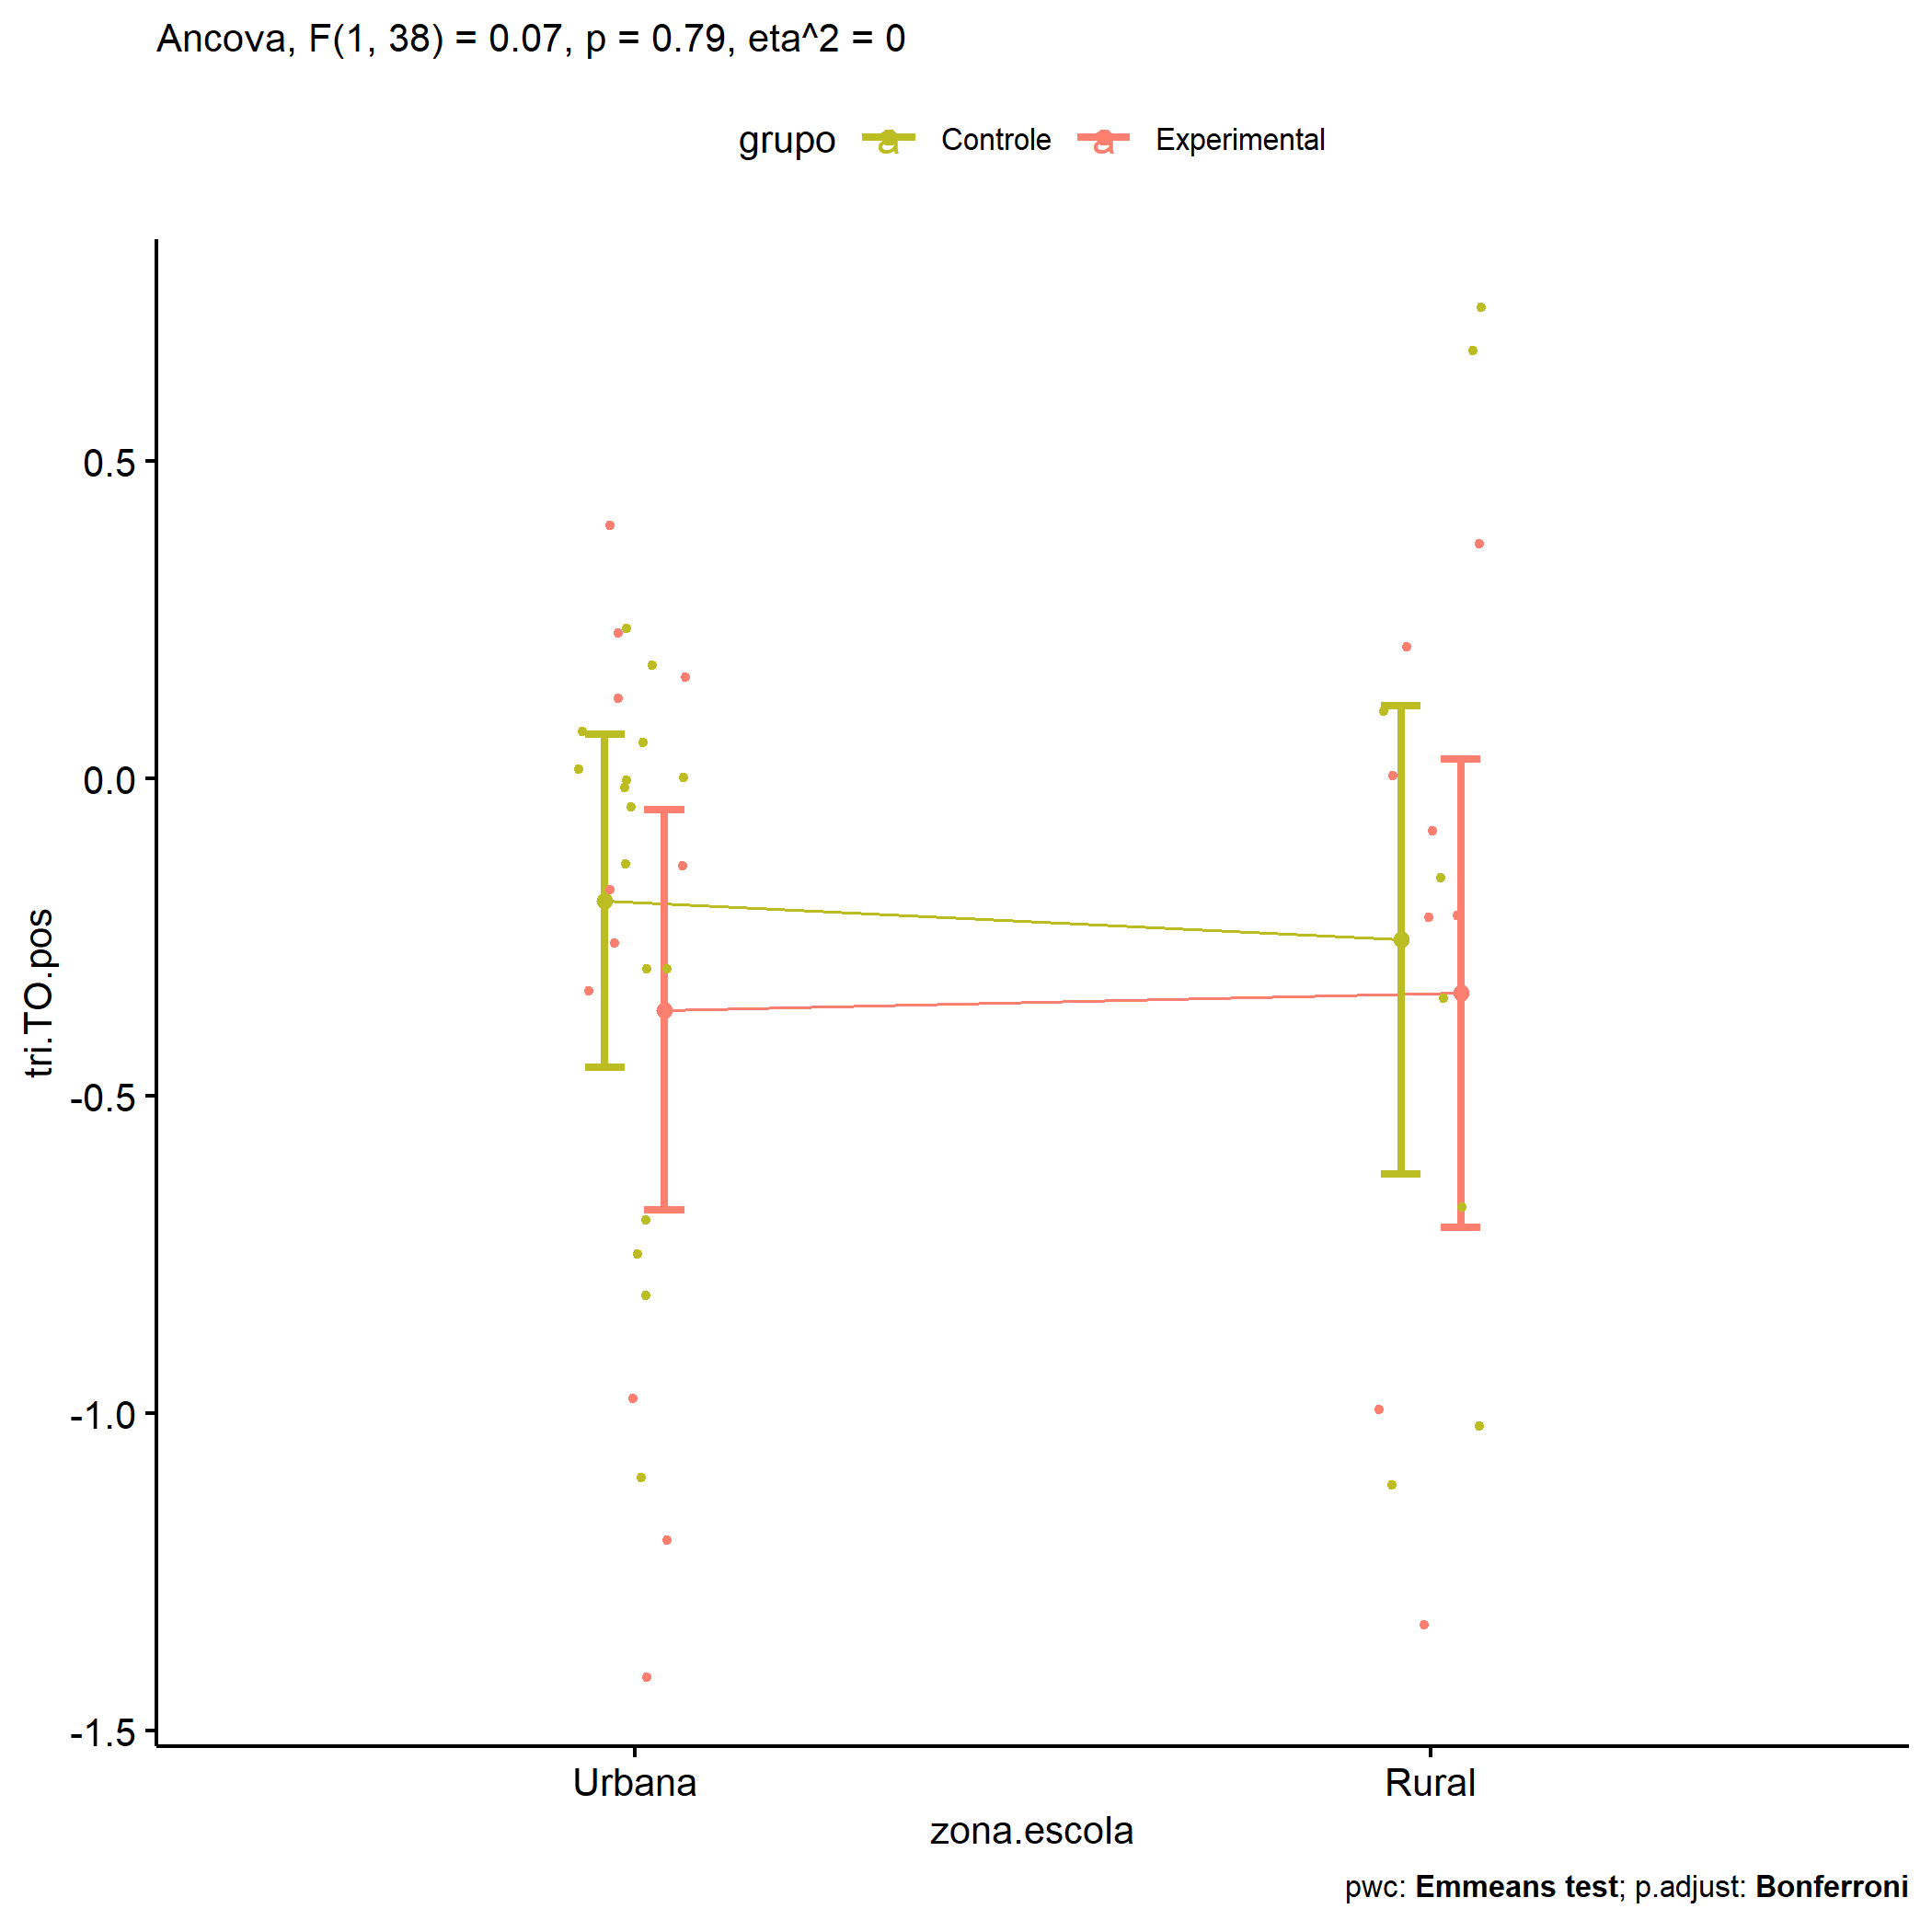 Ancova, F(1, 38) = 0.07, p = 0.79, eta^2 = 0
grupo a Controle a Experimental
0.5
0.0
-0.5
-1.0
-1.5
tri.TO.pos
Urbana Rural
zona.escola
pwc: Emmeans test; p.adjust: Bonferroni